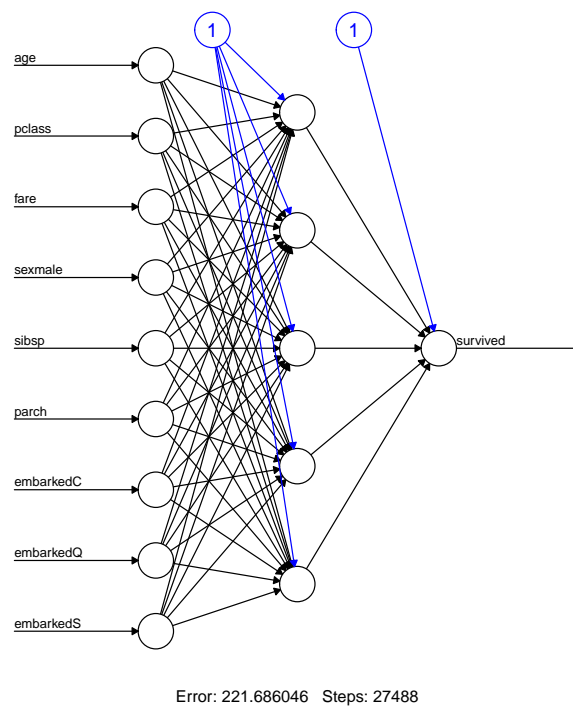 1 1
age
pclass
fare
sexmale
sibsp
survived
parch
embarkedC
embarkedQ
embarkedS
Error: 221.686046 Steps: 27488